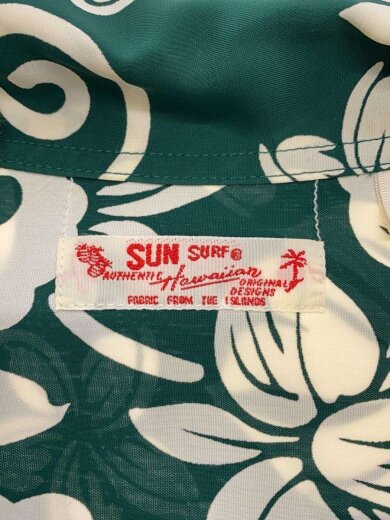 SUN SURF®
AUTHENTIC Hawaiian ORIGINAL
DESIGNS
FABRIC FROM THE ISLANDS